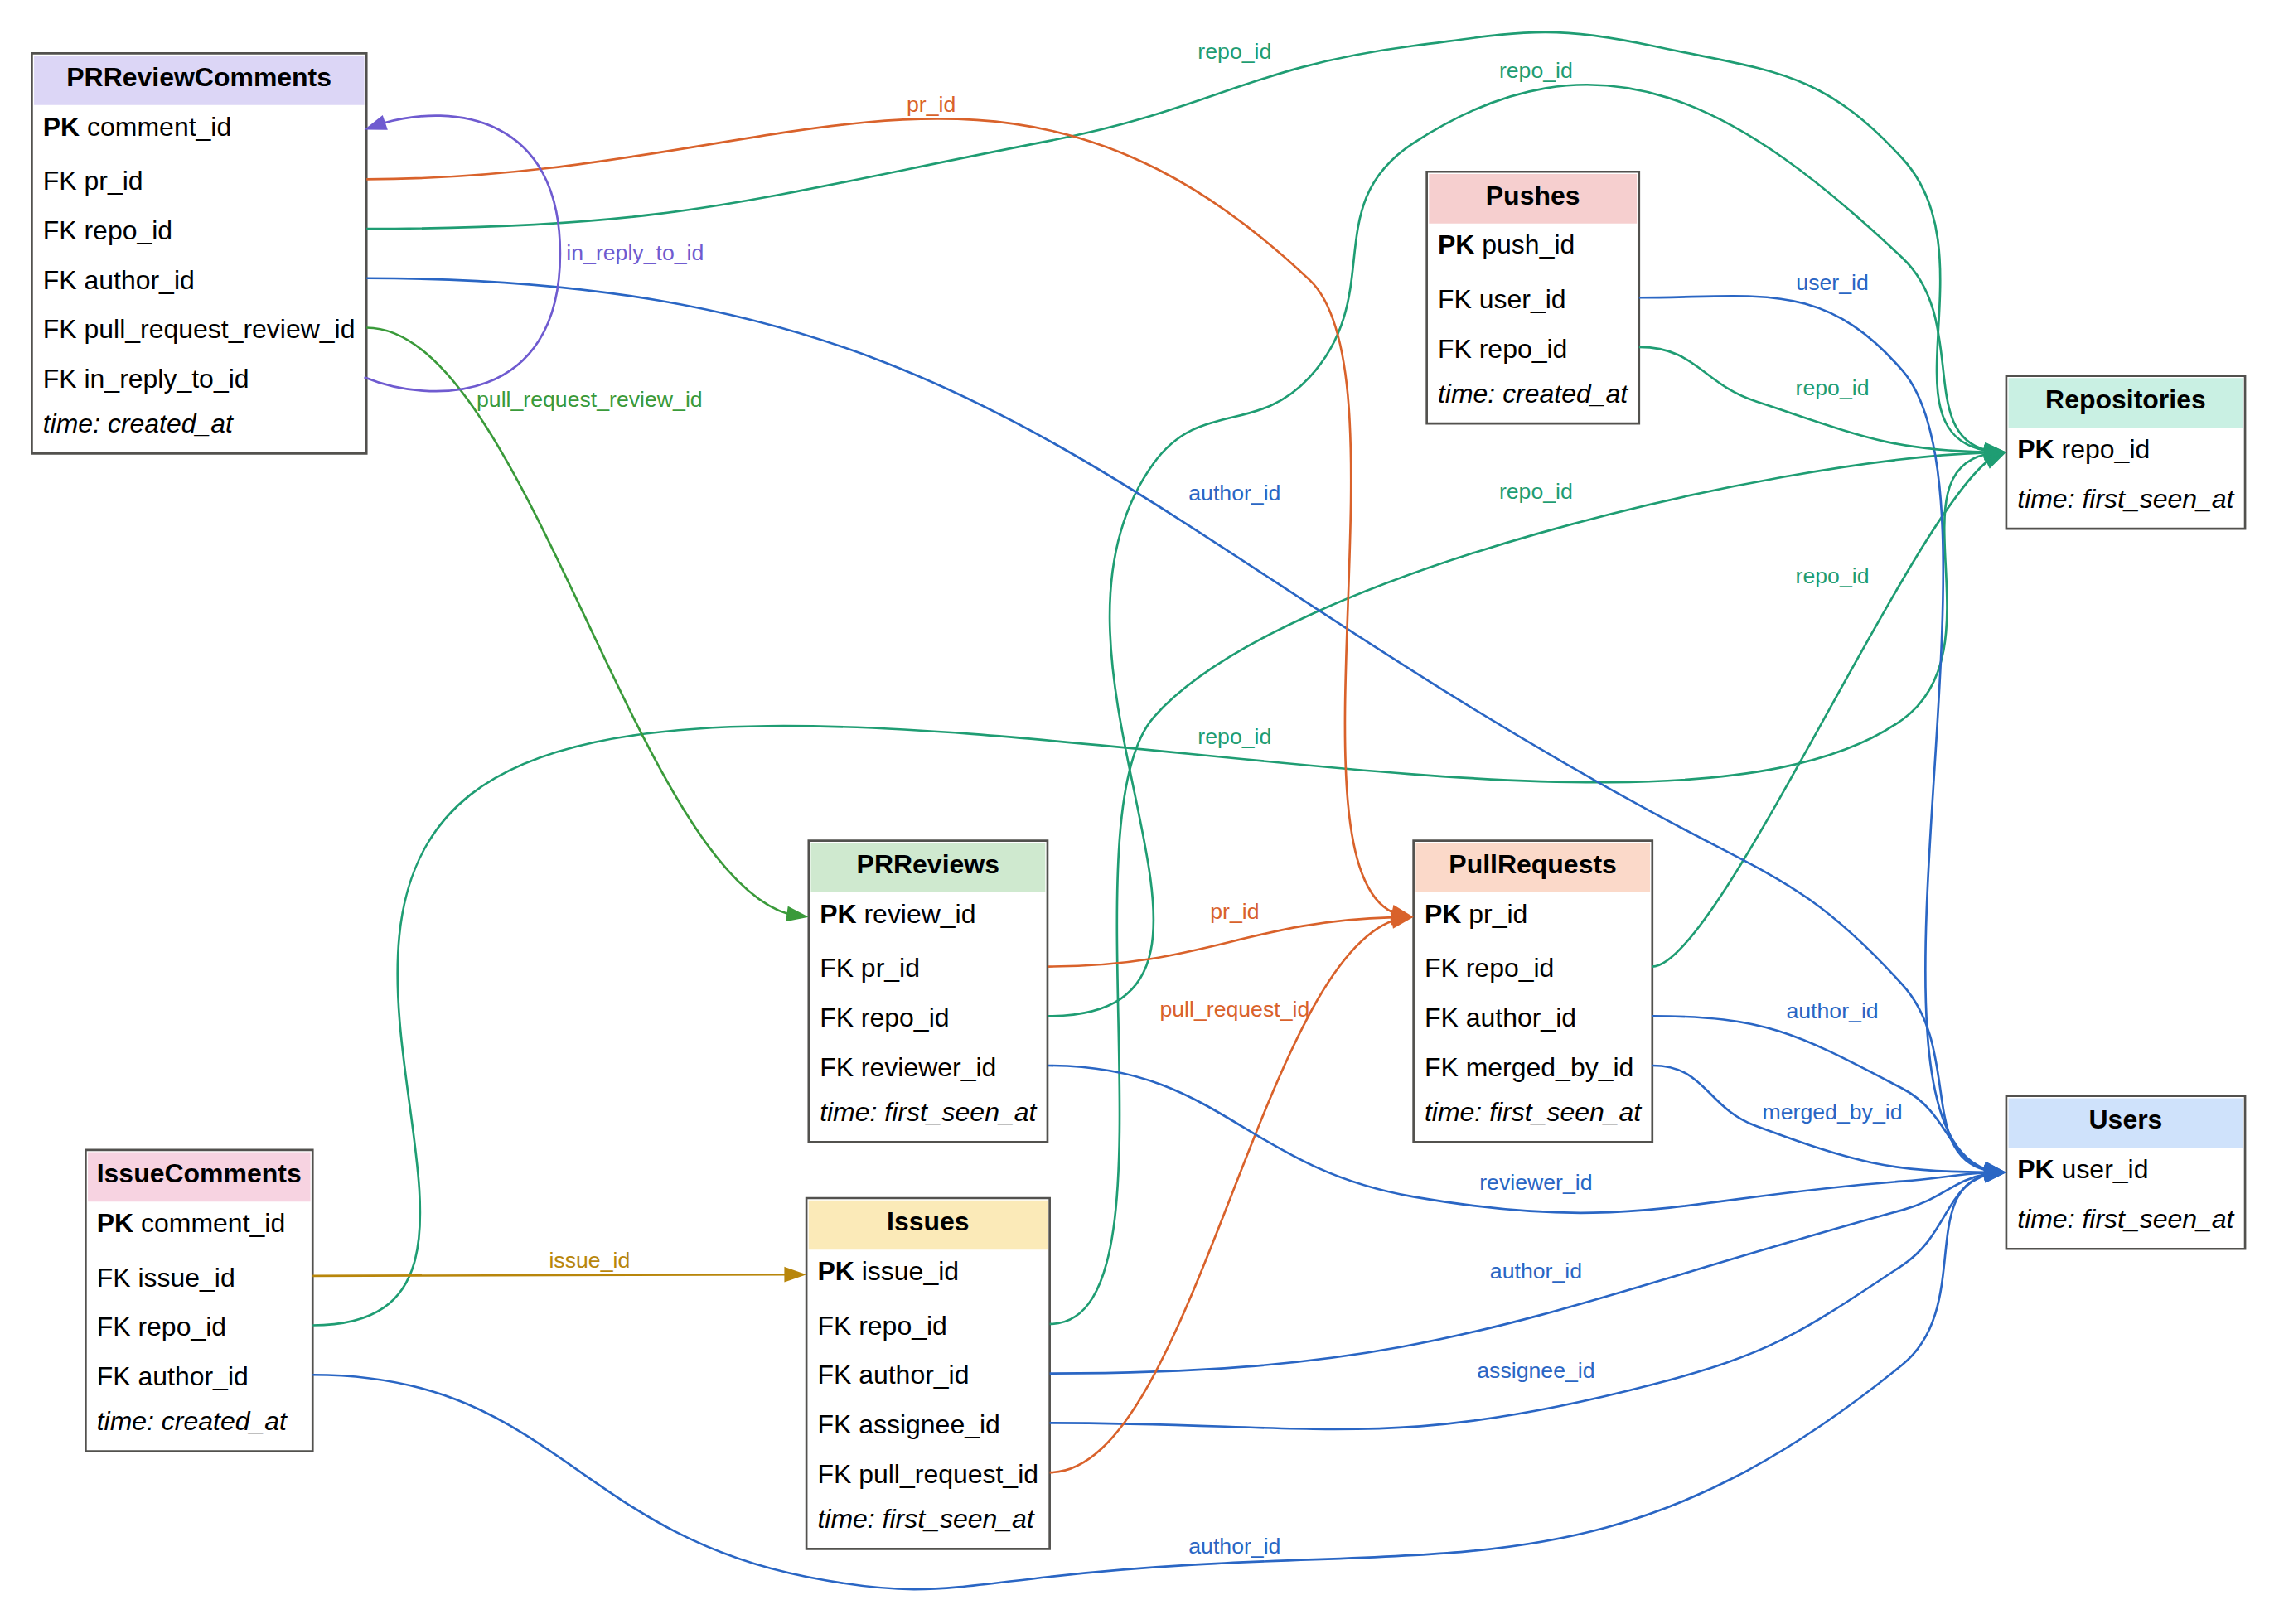 PRReviewComments
PK comment_id
FK pr_id
FK repo_id
FK author_id
FK pull_request_review_id
FK in_reply_to_id
time: created_at
repo_id
repo_id
pr_id
in_reply_to_id
pull_request_review_id
Pushes
PK push_id
FK user_id
FK repo_id
time: created_at
user_id
repo_id
Repositories
PK repo_id
time: first_seen_at
author_id
repo_id
repo_id
repo_id
PRReviews
PK review_id
FK pr_id
FK repo_id
FK reviewer_id
time: first_seen_at
pr_id
pull_request_id
PullRequests
PK pr_id
FK repo_id
FK author_id
FK merged_by_id
time: first_seen_at
author_id
merged_by_id
reviewer_id
Users
PK user_id
time: first_seen_at
IssueComments
PK comment_id
FK issue_id
FK repo_id
FK author_id
time: created_at
issue_id
Issues
PK issue_id
FK repo_id
FK author_id
FK assignee_id
FK pull_request_id
time: first_seen_at
author_id
assignee_id
author_id